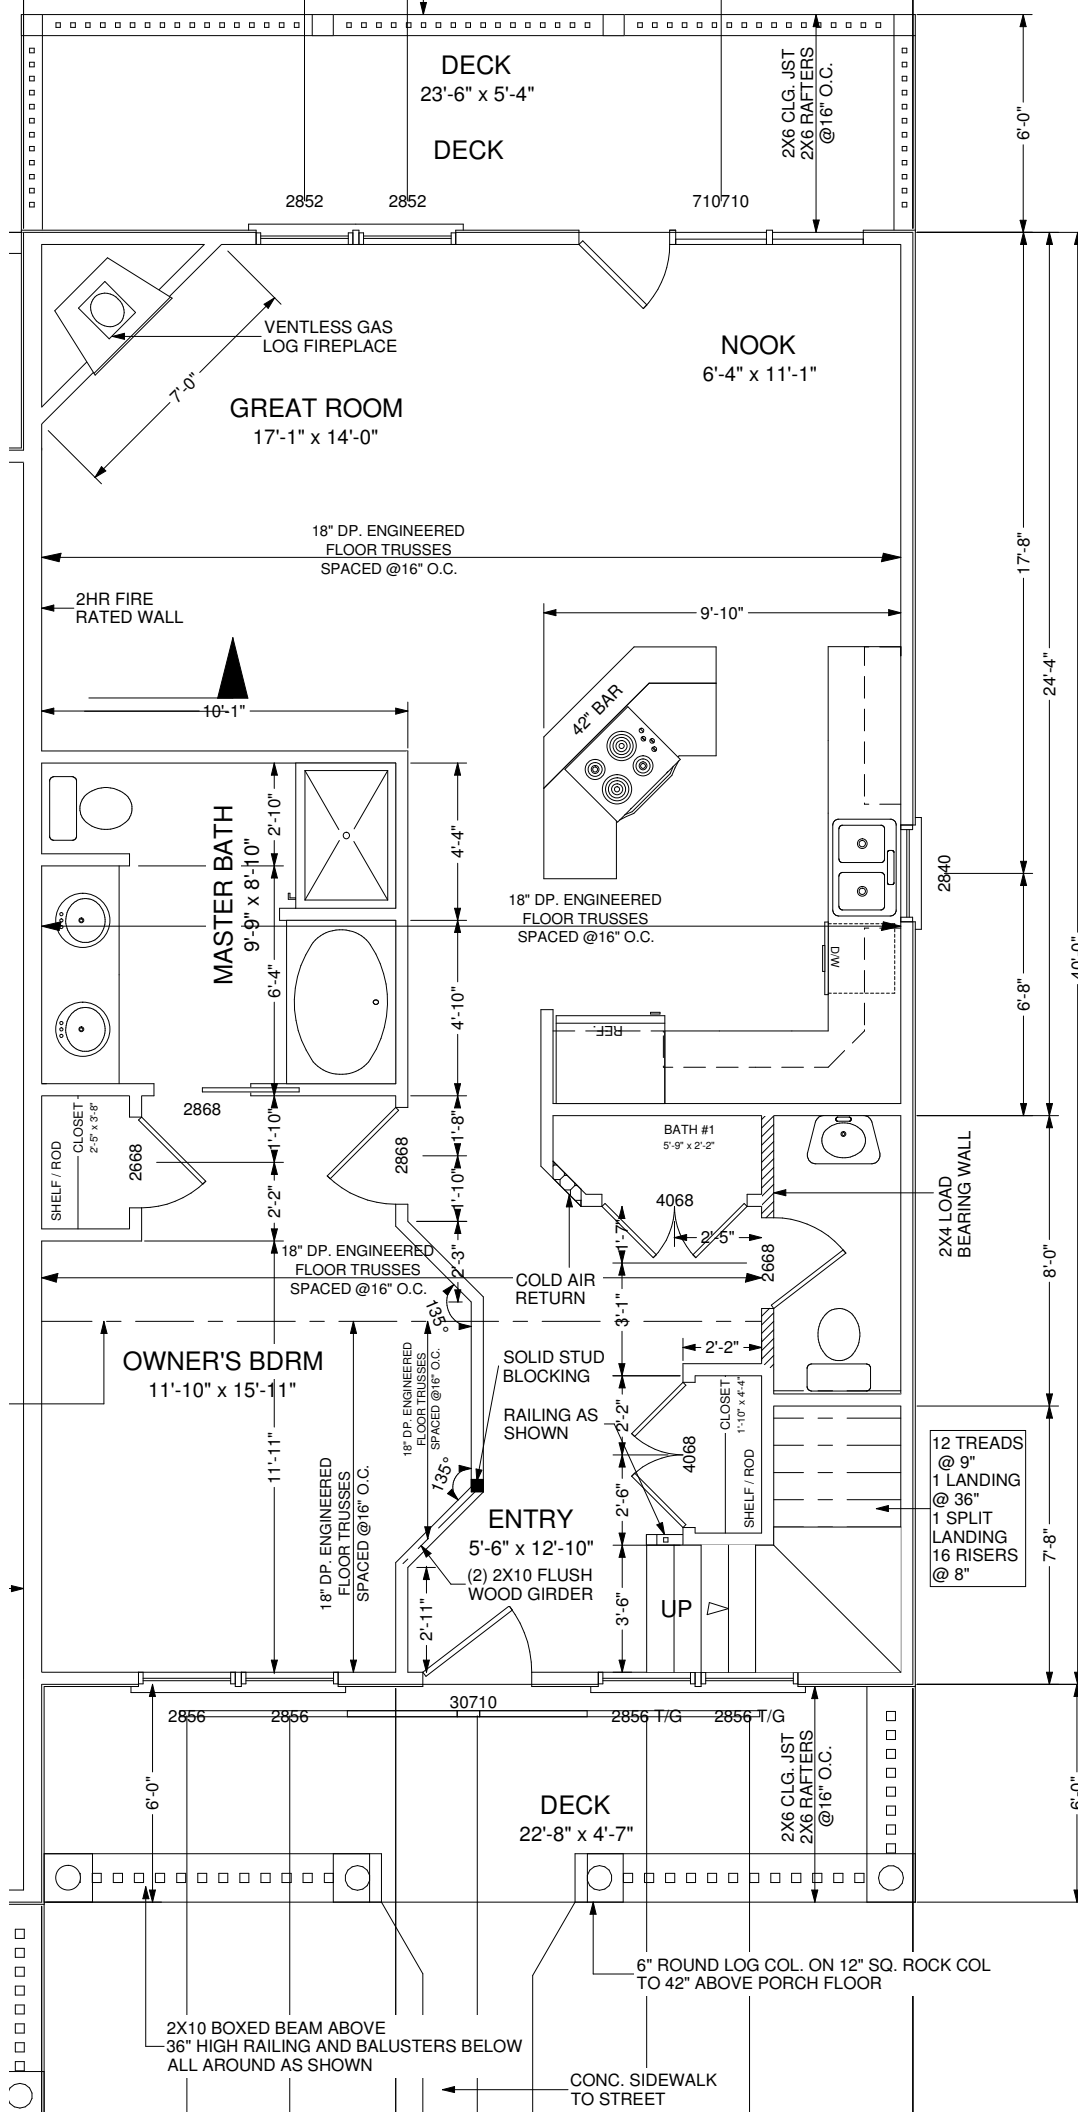 DECK
23'-6" x 5'-4"
DECK
2X6 CLG. JST
2X6 RAFTERS
@16" O.C.
6'-0"
2852
2852
710710
VENTLESS GAS
LOG FIREPLACE
7'-0"
NOOK
6'-4" x 11'-1"
GREAT ROOM
17'-1" x 14'-0"
18" DP. ENGINEERED
FLOOR TRUSSES
SPACED @16" O.C.
17'-8"
24'-4"
2HR FIRE
RATED WALL
9'-10"
10'-1"
42" BAR
MASTER BATH
9'-9" x 8'-10"
2'-10"
6'-4"
4'-4"
4'-10"
2840
18" DP. ENGINEERED
FLOOR TRUSSES
SPACED @16" O.C.
D/W
6'-8"
40'-0"
REF.
2868
SHELF / ROD
CLOSET
2'-5" x 3'-8"
2668
1'-10"
2'-2"
2868
1'-8"
1'-10"
2'-3"
BATH #1
5'-9" x 2'-2"
4068
1'-7"
2'-5"
2668
2X4 LOAD
BEARING WALL
8'-0"
18" DP. ENGINEERED
FLOOR TRUSSES
SPACED @16" O.C.
COLD AIR
RETURN
3'-1"
135°
OWNER'S BDRM
11'-10" x 15'-11"
18" DP. ENGINEERED
FLOOR TRUSSES
SPACED @16" O.C.
SOLID STUD
BLOCKING
2'-2"
RAILING AS
SHOWN
2'-2"
CLOSET
1'-10" x 4'-4"
SHELF / ROD
4068
2'-6"
11'-11"
135°
18" DP. ENGINEERED
FLOOR TRUSSES
SPACED @16" O.C.
ENTRY
5'-6" x 12'-10"
(2) 2X10 FLUSH
WOOD GIRDER
2'-11"
3'-6"
UP
12 TREADS
@ 9"
1 LANDING
@ 36"
1 SPLIT
LANDING
16 RISERS
@ 8"
7'-8"
30710
2856
2856
2856 T/G
2856 T/G
6'-0"
DECK
22'-8" x 4'-7"
2X6 CLG. JST
2X6 RAFTERS
@16" O.C.
6'-0"
6" ROUND LOG COL. ON 12" SQ. ROCK COL
TO 42" ABOVE PORCH FLOOR
2X10 BOXED BEAM ABOVE
36" HIGH RAILING AND BALUSTERS BELOW
ALL AROUND AS SHOWN
CONC. SIDEWALK
TO STREET